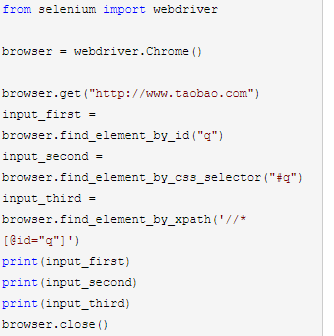 from selenium import webdriver
browser = webdriver.Chrome()
browser.get("http://www.taobao.com")
input_first =
browser.find_element_by_id("q")
input_second =
browser.find_element_by_css_selector("#q")
input_third =
browser.find_element_by_xpath('//*
[@id="q"]')
print(input_first)
print(input_second)
print(input_third)
browser.close()